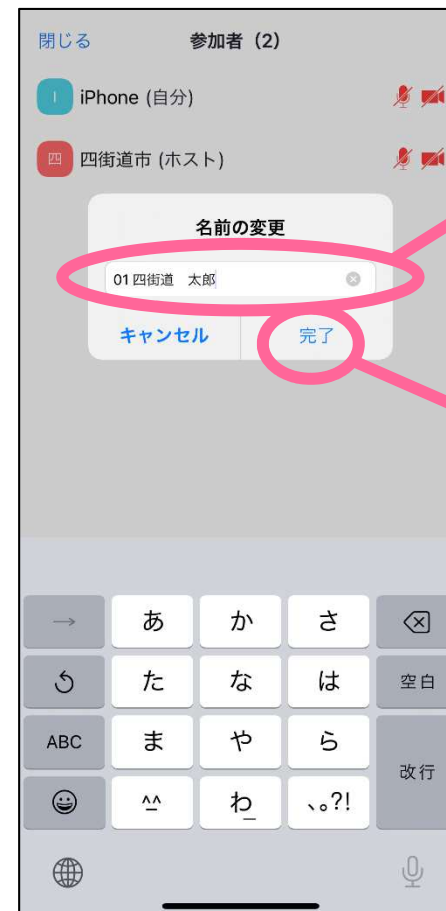 閉じる 参加者（2）
I iPhone (自分)
四 四街道市 (ホスト)
名前の変更
01 四街道　太郎
キャンセル 完了
→ あ か さ
た な は 空白
ABC ま や ら
改行
^^ わ_ 、。?!